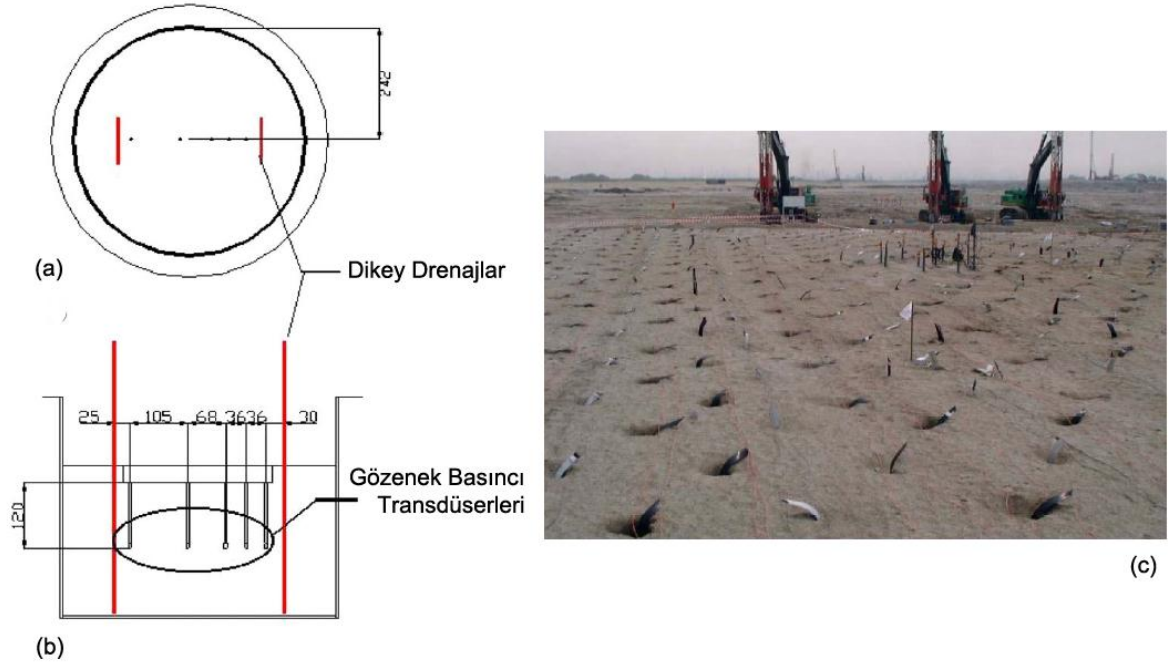 242
(a)
Dikey Drenajlar
25 105 68 36 36 30
Gözenek Basıncı
Transdüserleri
120
(b)
(c)